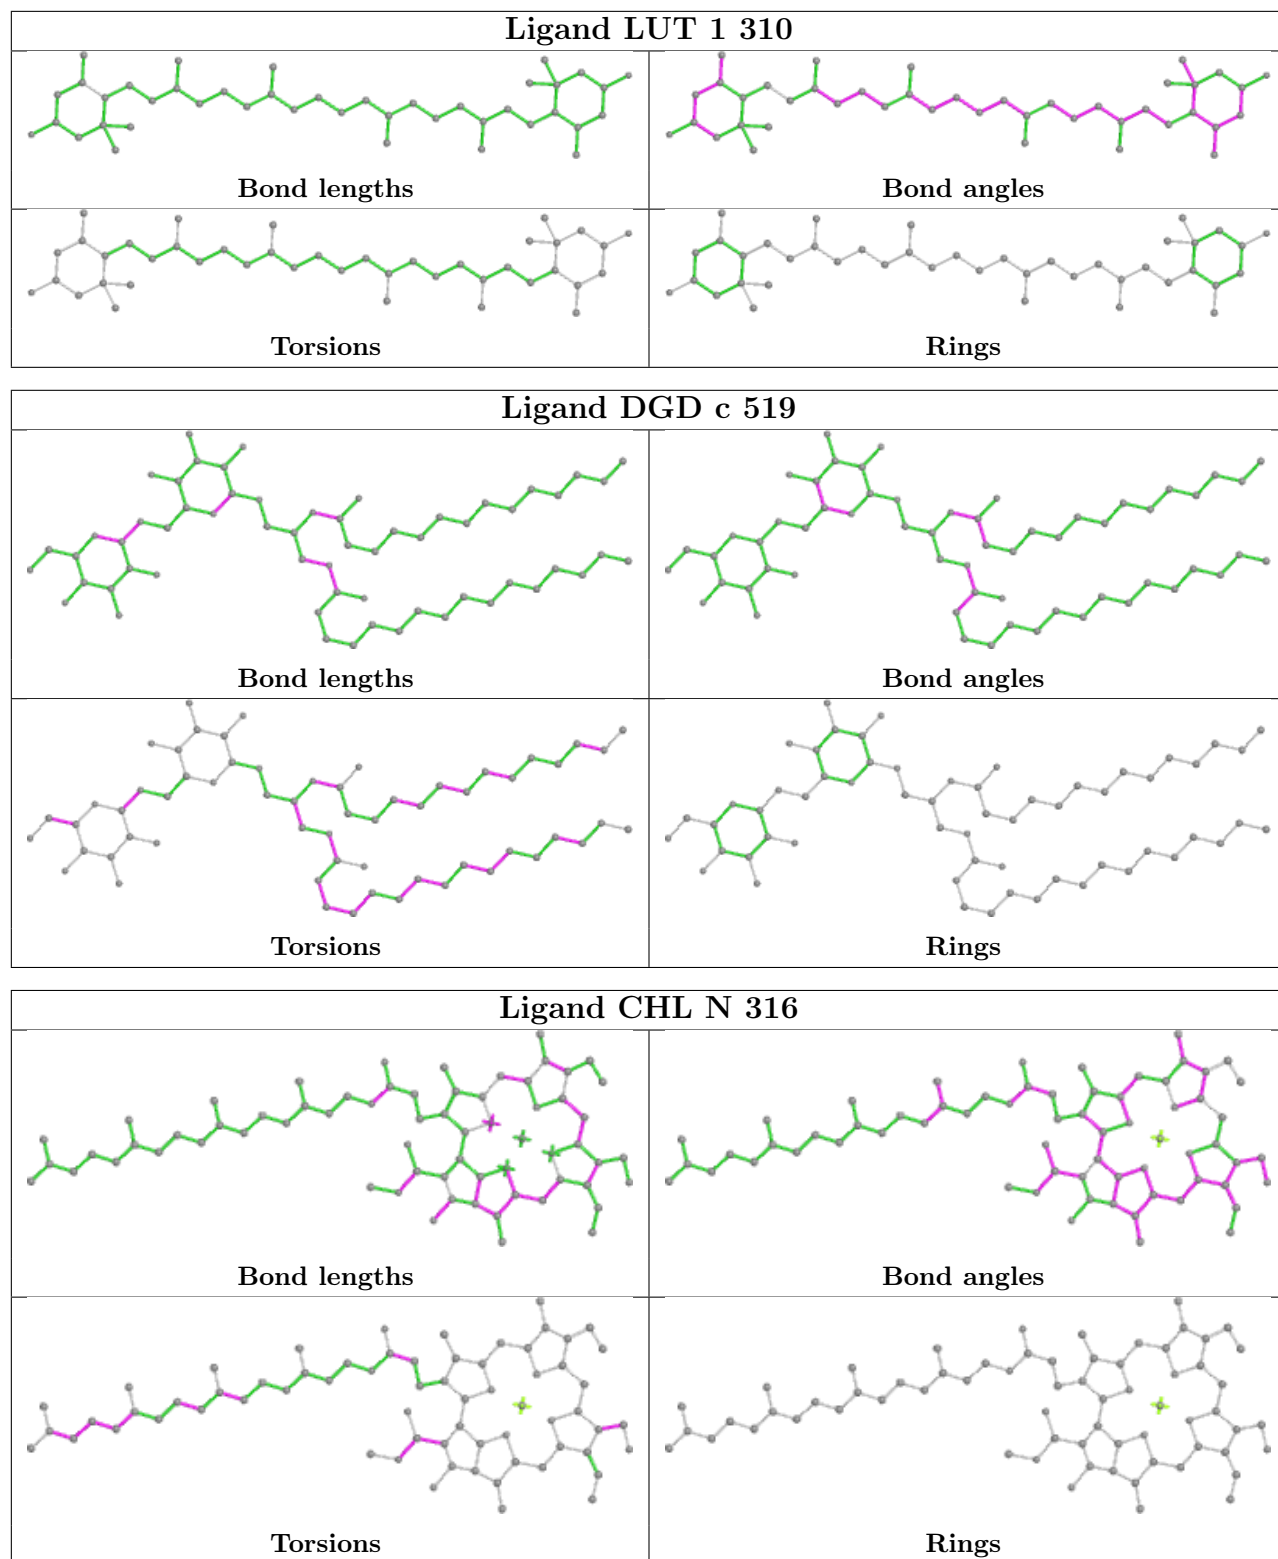 Ligand LUT 1 310
Bond lengths
Bond angles
Torsions
Rings
Ligand DGD c 519
Bond lengths
Bond angles
Torsions
Rings
Ligand CHL N 316
Bond lengths
Bond angles
Torsions
Rings